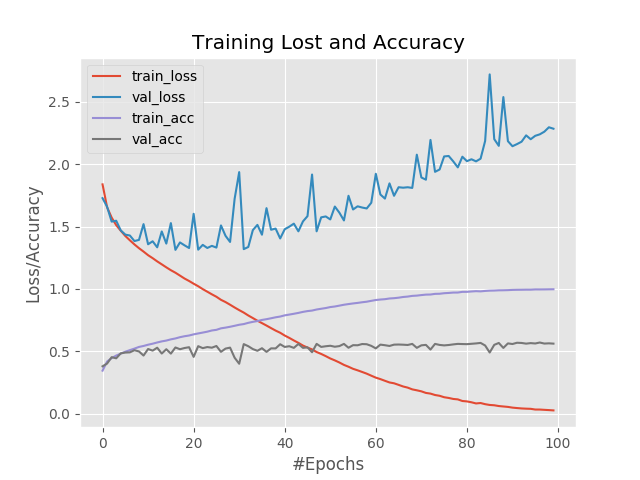 Training Lost and Accuracy
train_loss
val_loss
train_acc
val_acc
2.5
2.0
1.5
1.0
0.5
0.0
Loss/Accuracy
0 20 40 60 80 100
#Epochs